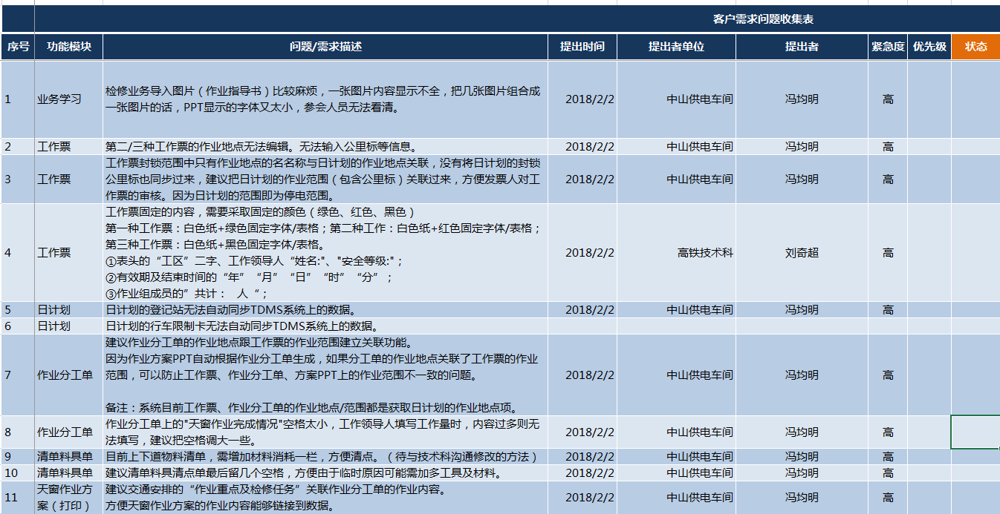 客户需求问题收集表
序号 功能模块 问题/需求描述 提出时间 提出者单位 提出者 紧急度 优先级 状态
1 业务学习 检修业务导入图片（作业指导书）比较麻烦，一张图片内容显示不全，把几张图片组合成
一张图片的话，PPT显示的字体又太小，参会人员无法看清。 2018/2/2 中山供电车间 冯均明 高
2 工作票 第二/三种工作票的作业地点无法编辑。无法输入公里标等信息。 2018/2/2 中山供电车间 冯均明 高
3 工作票 工作票封锁范围中只有作业地点的名名称与日计划的作业地点关联，没有将日计划的封锁
公里标也同步过来，建议把日计划的作业范围（包含公里标）关联过来，方便发票人对工
作票的审核。因为日计划的范围即为停电范围。 2018/2/2 中山供电车间 冯均明 高
4 工作票 工作票固定的内容，需要采取固定的颜色（绿色、红色、黑色）
第一种工作票：白色纸+绿色固定字体/表格；第二种工作：白色纸+红色固定字体/表格；
第三种工作票：白色纸+黑色固定字体/表格。
①表头的“工区”二字、工作领导人“姓名:"、"安全等级:"；
②有效期及结束时间的“年”“月”“日”“时”“分”；
③作业组成员的”共计： 人“； 2018/2/2 高铁技术科 刘奇超 高
5 日计划 日计划的登记站无法自动同步TDMS系统上的数据。 2018/2/2 中山供电车间 冯均明 高
6 日计划 日计划的行车限制卡无法自动同步TDMS系统上的数据。
7 作业分工单 建议作业分工单的作业地点跟工作票的作业范围建立关联功能。
因为作业方案PPT自动根据作业分工单生成，如果分工单的作业地点关联了工作票的作业
范围，可以防止工作票、作业分工单、方案PPT上的作业范围不一致的问题。
备注：系统目前工作票、作业分工单的作业地点/范围都是获取日计划的作业地点项。 2018/2/2 中山供电车间 冯均明 高
8 作业分工单 作业分工单上的"天窗作业完成情况"空格太小，工作领导人填写工作量时，内容过多则无
法填写，建议把空格调大一些。 2018/2/2 中山供电车间 冯均明 高
9 清单料具单 目前上下道物料清单，需增加材料消耗一栏，方便清点。（待与技术科沟通修改的方法） 2018/2/2 中山供电车间 冯均明 高
10 清单料具单 建议清单料具清点单最后留几个空格，方便由于临时原因可能需加多工具及材料。 2018/2/2 中山供电车间 冯均明 高
11 天窗作业方
案（打印） 建议交通安排的“作业重点及检修任务”关联作业分工单的作业内容。
方便天窗作业方案的作业内容能够链接到数据。 2018/2/2 中山供电车间 冯均明 高